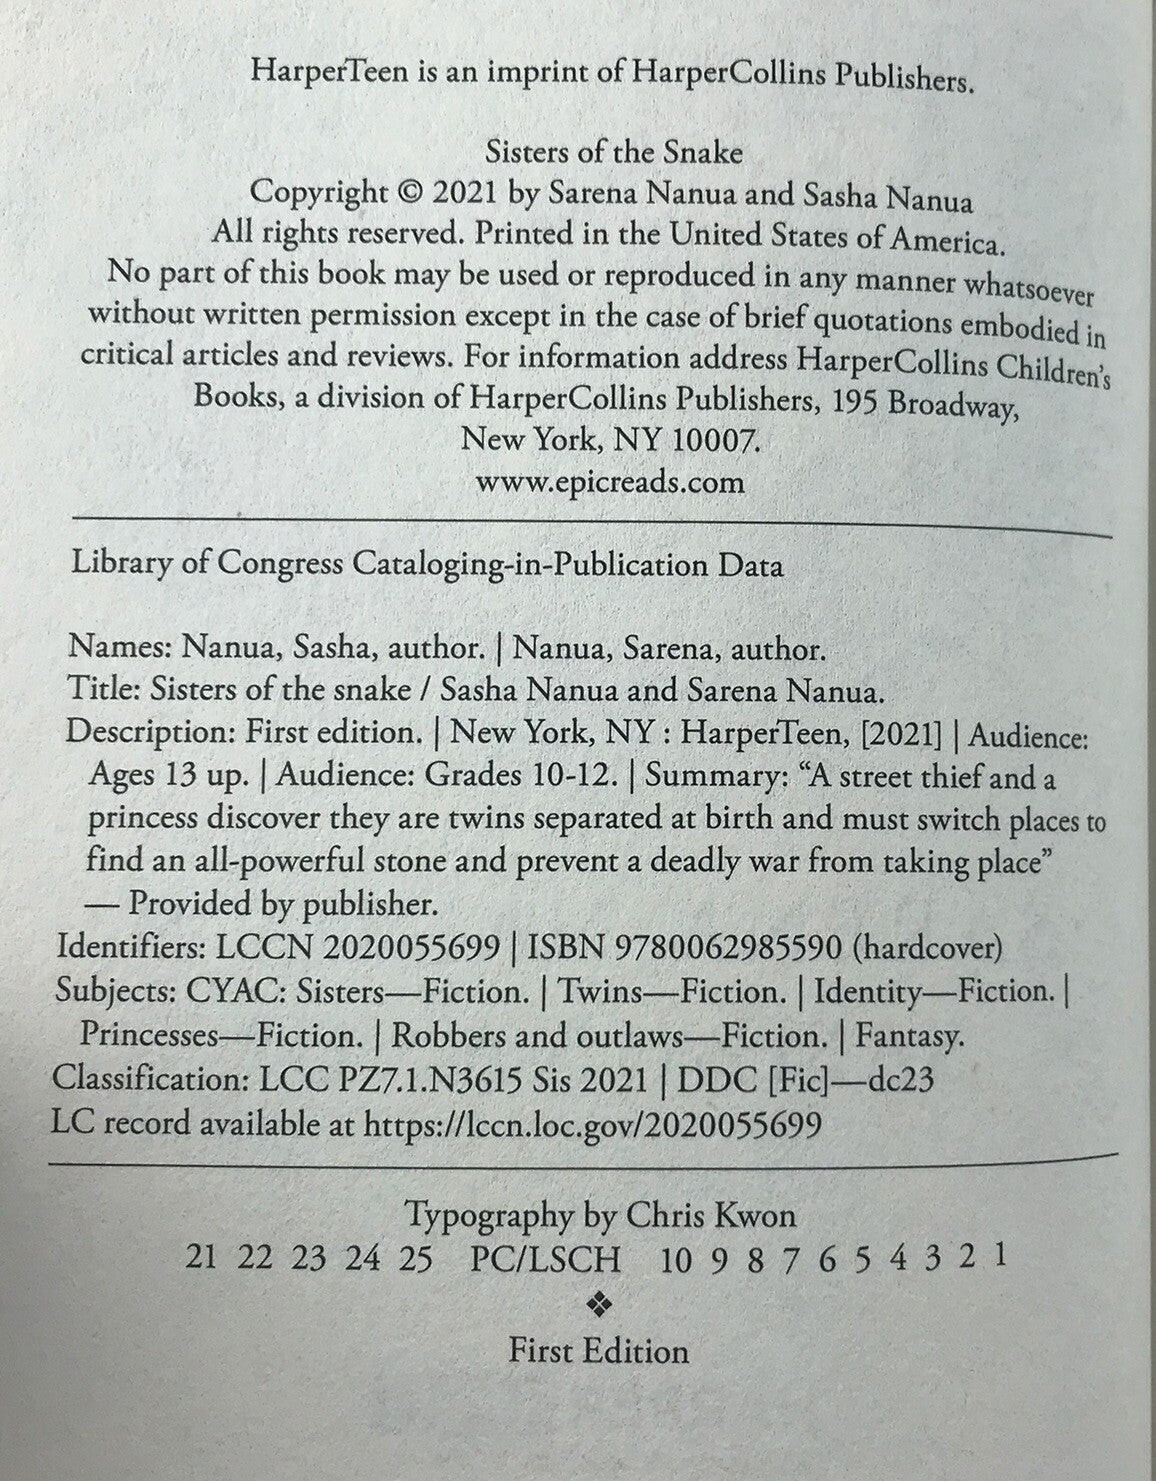 HarperTeen is an imprint of HarperCollins Publishers.
Sisters of the Snake
Copyright © 2021 by Sarena Nanua and Sasha Nanua
All rights reserved. Printed in the United States of America.
No part of this book may be used or reproduced in any manner whatsoever
without written permission except in the case of brief quotations embodied in
critical articles and reviews. For information address HarperCollins Children’s
Books, a division of HarperCollins Publishers, 195 Broadway,
New York, NY 10007.
www.epicreads.com
Library of Congress Cataloging-in-Publication Data
Names: Nanua, Sasha, author. | Nanua, Sarena, author.
Title: Sisters of the snake / Sasha Nanua and Sarena Nanua.
Description: First edition. | New York, NY : HarperTeen, [2021] | Audience:
Ages 13 up. | Audience: Grades 10-12. | Summary: “A street thief and a
princess discover they are twins separated at birth and must switch places to
find an all-powerful stone and prevent a deadly war from taking place”
— Provided by publisher.
Identifiers: LCCN 2020055699 | ISBN 9780062985590 (hardcover)
Subjects: CYAC: Sisters—Fiction. | Twins—Fiction. | Identity—Fiction. |
Princesses—Fiction. | Robbers and outlaws—Fiction. | Fantasy.
Classification: LCC PZ7.1.N3615 Sis 2021 | DDC [Fic]—dc23
LC record available at https://lccn.loc.gov/2020055699
Typography by Chris Kwon
21 22 23 24 25 PC/LSCH 10 9 8 7 6 5 4 3 2 1
❖
First Edition